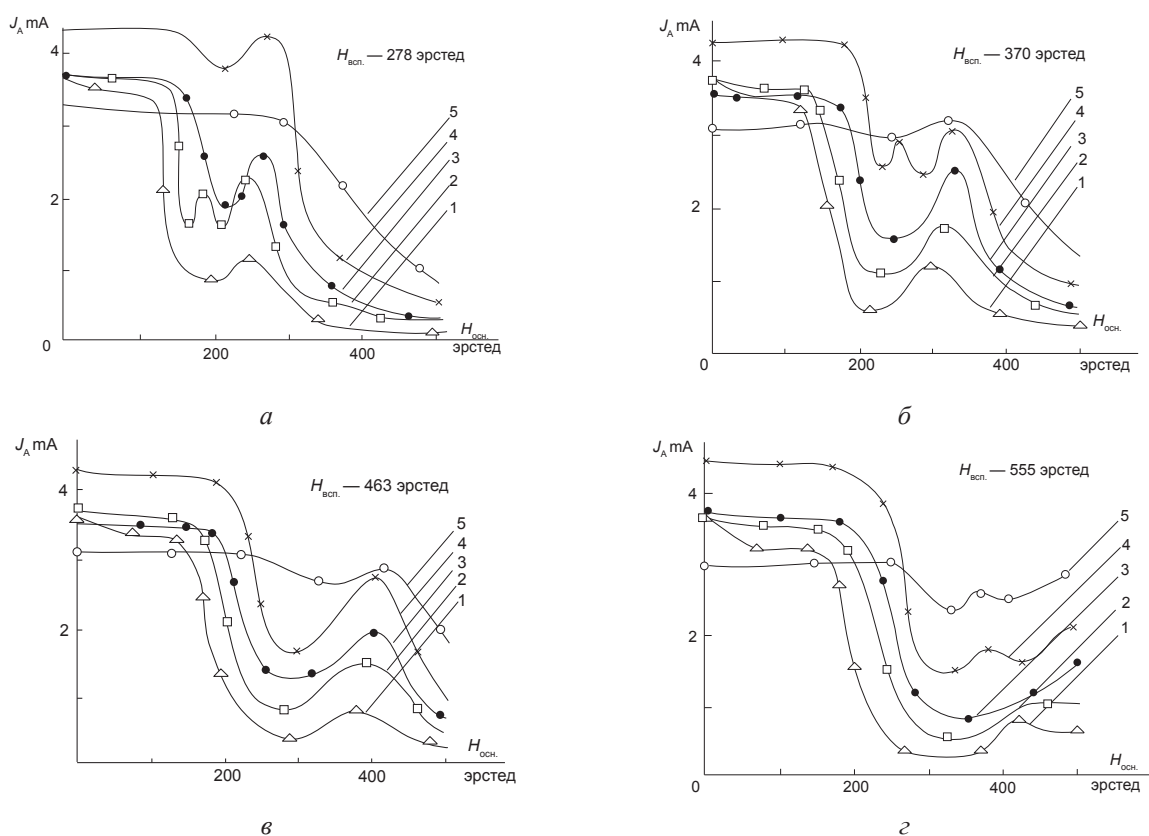 J_A mA
4
2
0
200
400
H_всп. — 278 эрстед
5
4
3
2
1
H_осн.
эрстед
а
J_A mA
4
2
0
200
400
H_всп. — 370 эрстед
5
4
3
2
1
H_осн.
эрстед
б
J_A mA
4
2
0
200
400
H_всп. — 463 эрстед
5
4
3
2
1
H_осн.
эрстед
в
J_A mA
4
2
0
200
400
H_всп. — 555 эрстед
5
4
3
2
1
H_осн.
эрстед
г